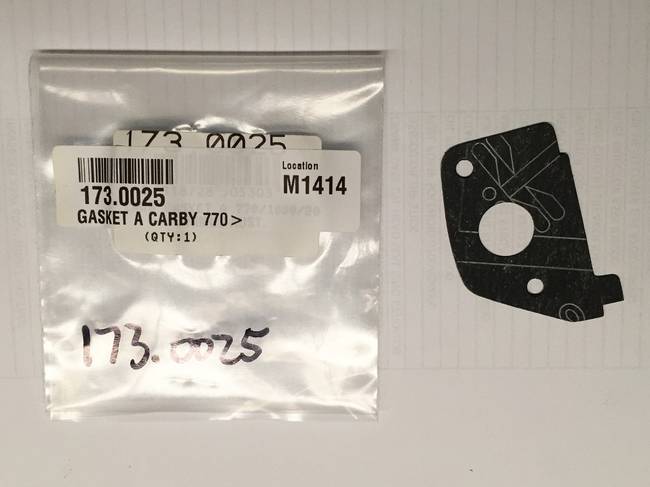 173.0025
Location
M1414
173.0025
GASKET A CARBY 770>
(QTY:1)
173.0025